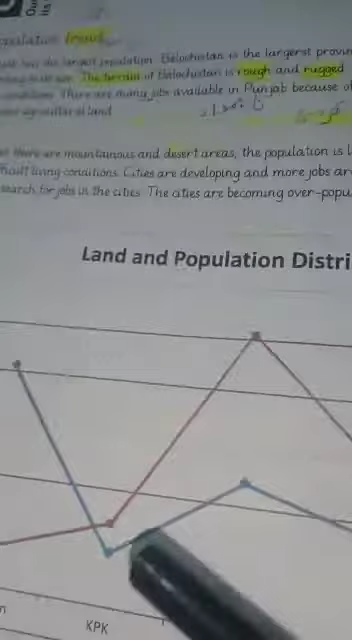 population trend
has the largest population. Balochistan is the largerst provin
The terrain of Balochistan is rough and rugged
conditions. There are many jobs available in Punjab because of
agricultural land
there are mountainous and desert areas, the population is l
living conditions. Cities are developing and more jobs ar
search for jobs in the cities. The cities are becoming over-popu
Land and Population Distri
n
KPK